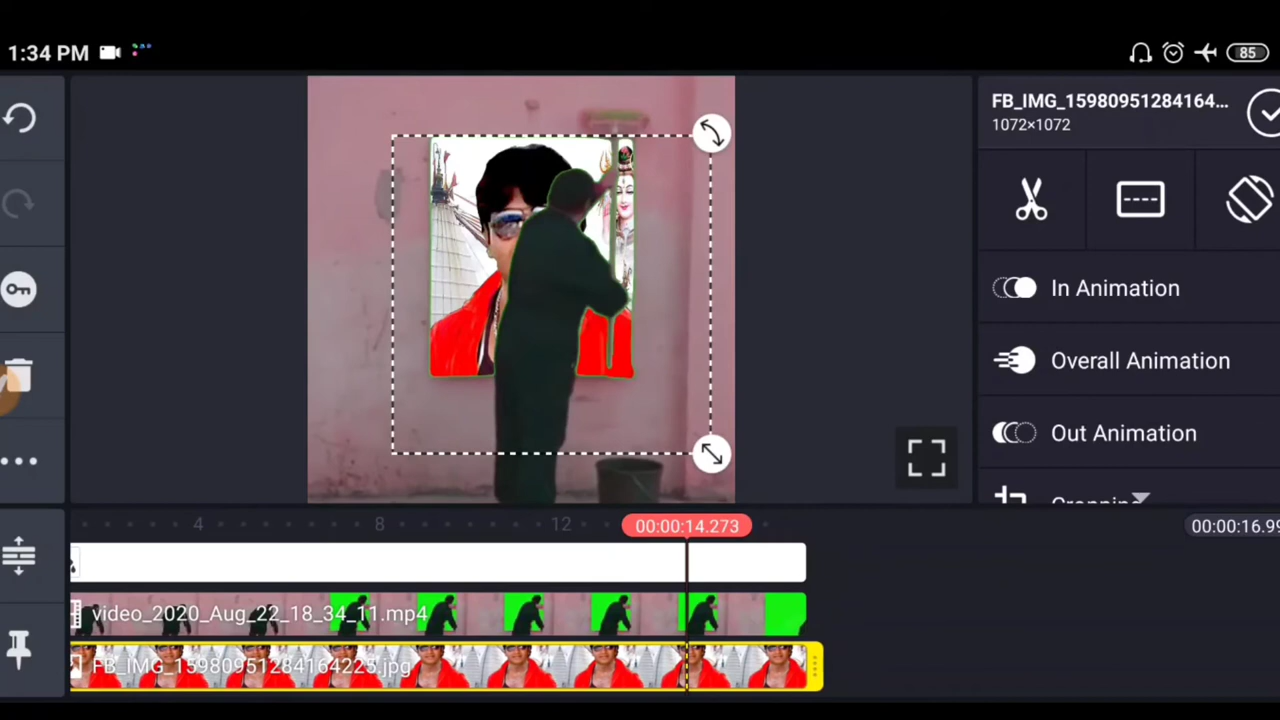 1:34 PM
85
FB_IMG_15980951284164...
1072×1072
In Animation
Overall Animation
Out Animation
Cropping
4
8
12
00:00:14.273
00:00:16.99
video_2020_Aug_22_18_34_11.mp4
FB_IMG_15980951284164225.jpg